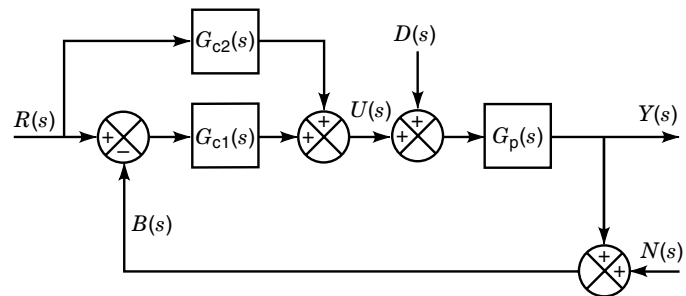 G_c2(s)
D(s)
R(s)
+
−
G_c1(s)
+
+
U(s)
+
+
G_p(s)
Y(s)
B(s)
+
+
N(s)